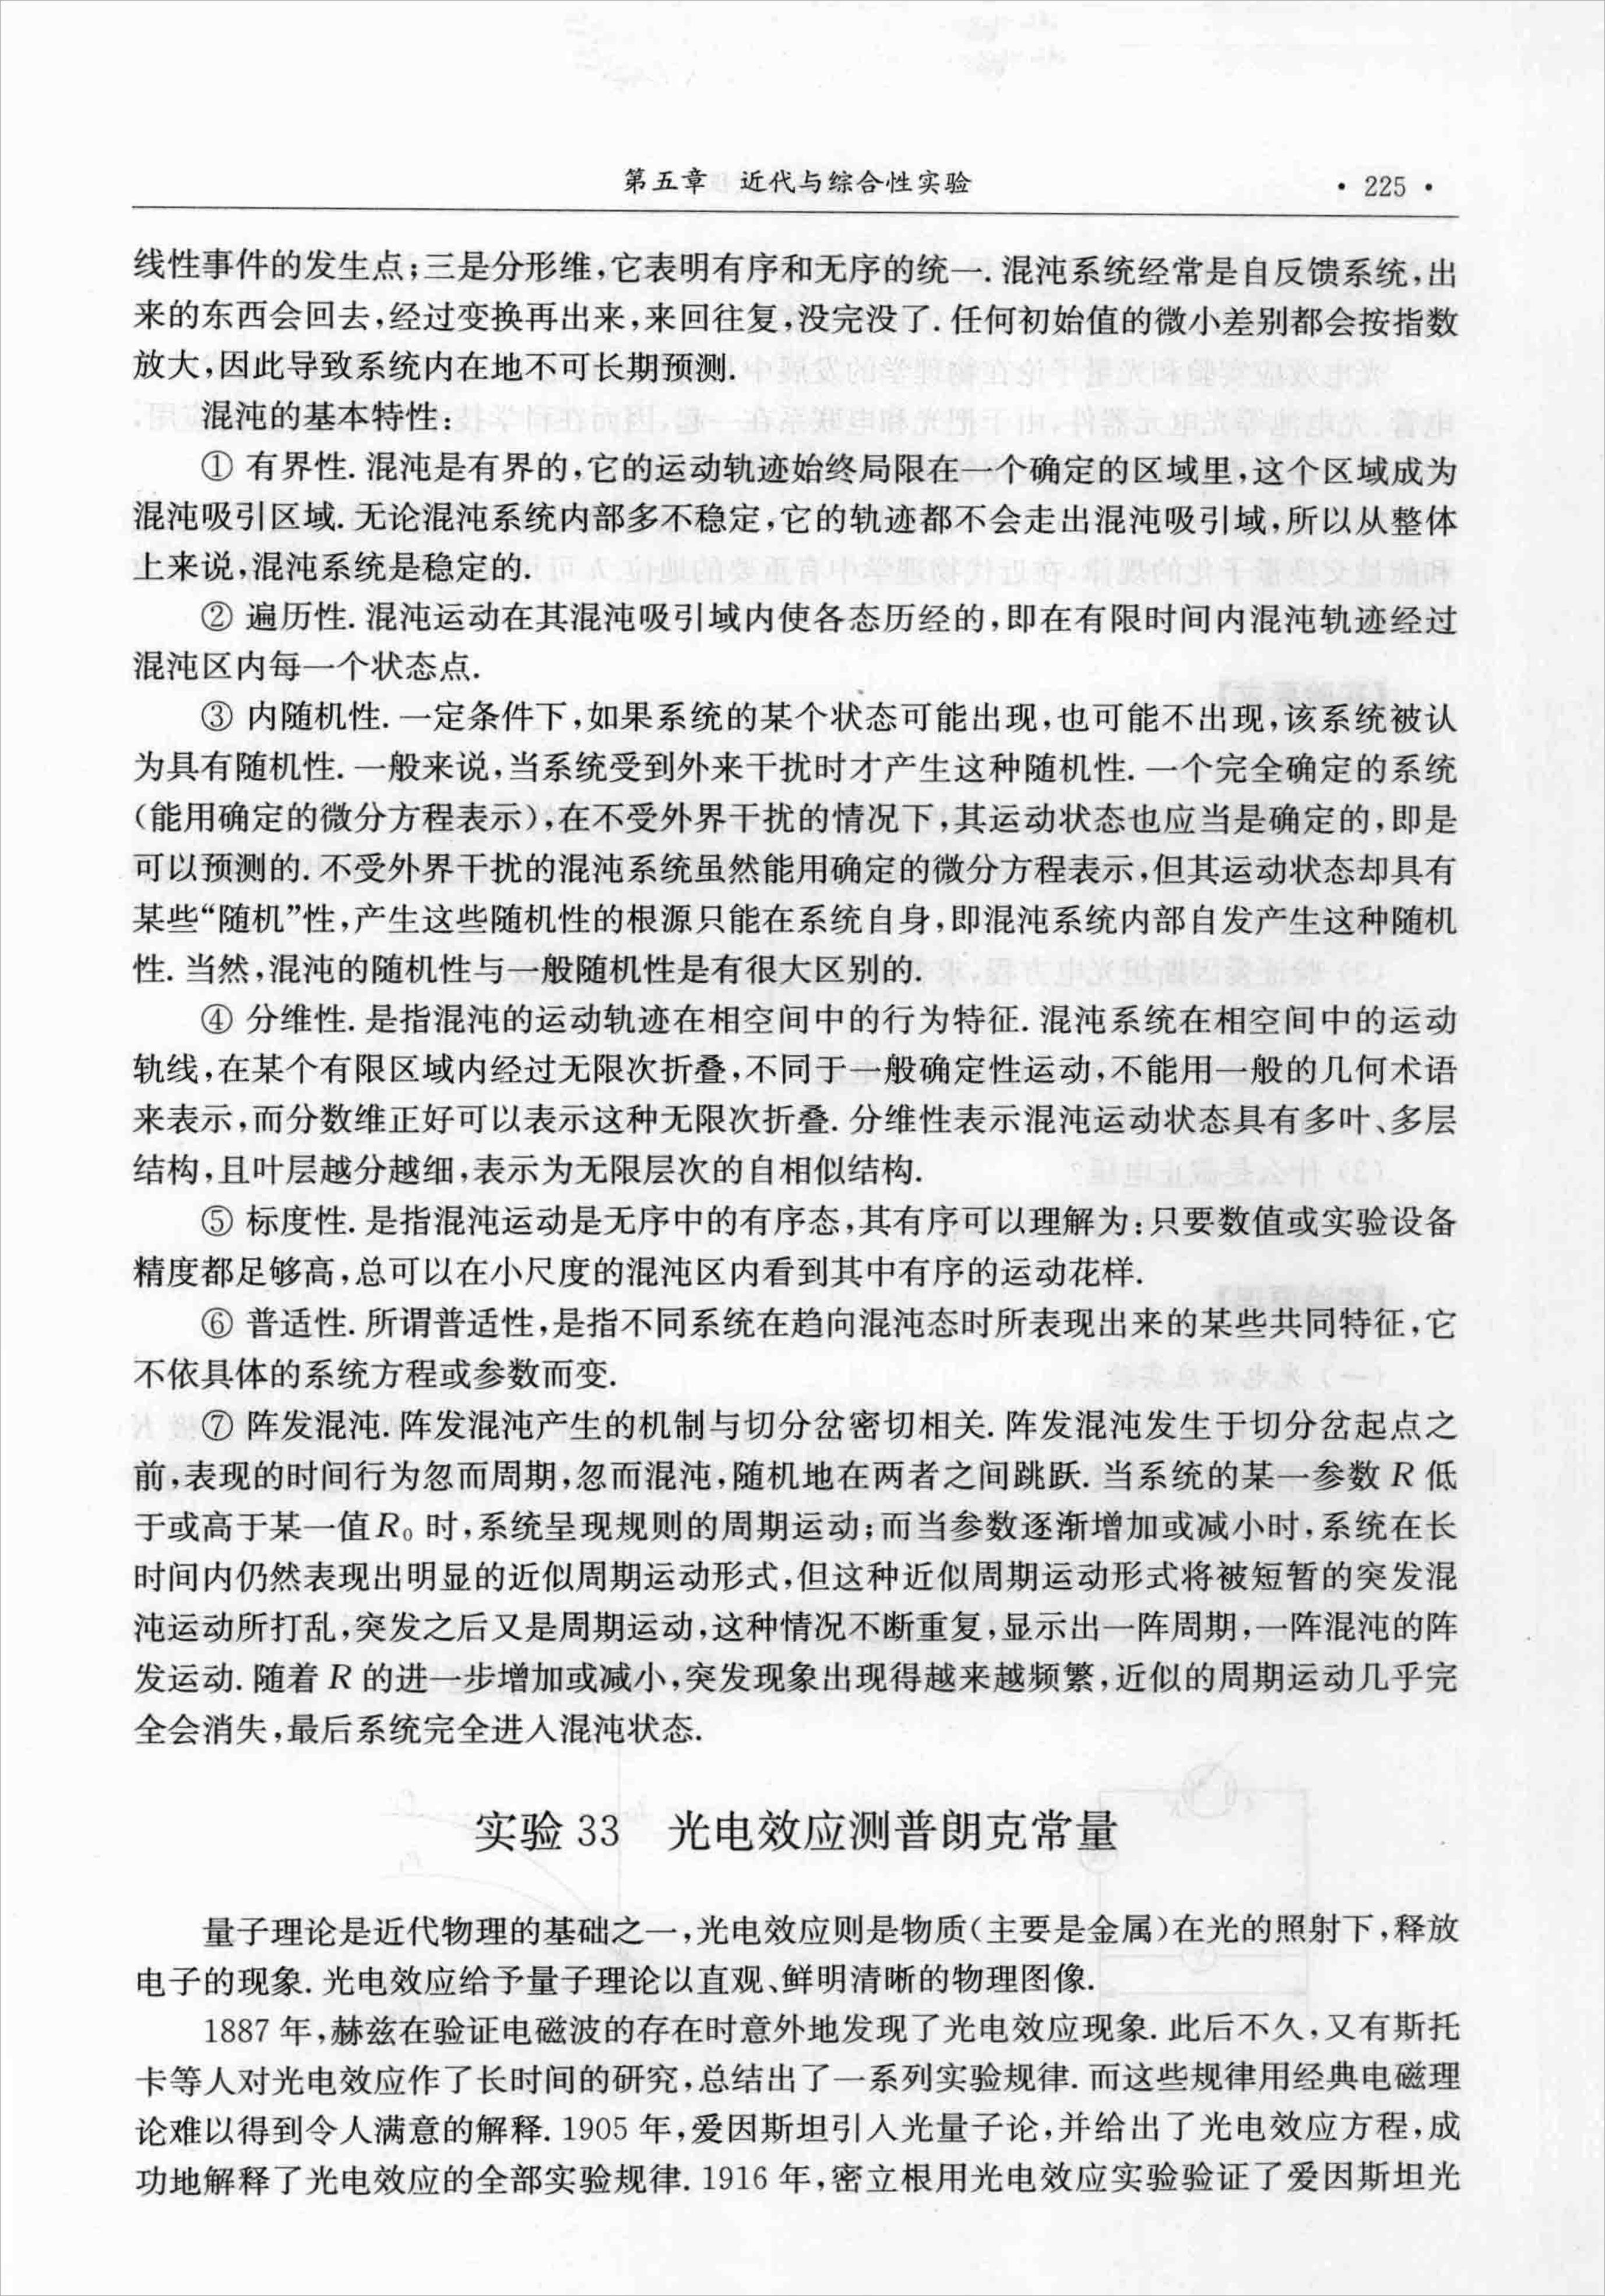 第五章 近代与综合性实验 · 225 ·
线性事件的发生点;三是分形维,它表明有序和无序的统一. 混沌系统经常是自反馈系统,出
来的东西会回去,经过变换再出来,来回往复,没完没了. 任何初始值的微小差别都会按指数
放大,因此导致系统内在地不可长期预测.
混沌的基本特性:
① 有界性. 混沌是有界的,它的运动轨迹始终局限在一个确定的区域里,这个区域成为
混沌吸引区域. 无论混沌系统内部多不稳定,它的轨迹都不会走出混沌吸引域,所以从整体
上来说,混沌系统是稳定的.
② 遍历性. 混沌运动在其混沌吸引域内使各态历经的,即在有限时间内混沌轨迹经过
混沌区内每一个状态点.
③ 内随机性. 一定条件下,如果系统的某个状态可能出现,也可能不出现,该系统被认
为具有随机性. 一般来说,当系统受到外来干扰时才产生这种随机性. 一个完全确定的系统
(能用确定的微分方程表示),在不受外界干扰的情况下,其运动状态也应当是确定的,即是
可以预测的. 不受外界干扰的混沌系统虽然能用确定的微分方程表示,但其运动状态却具有
某些“随机”性,产生这些随机性的根源只能在系统自身,即混沌系统内部自发产生这种随机
性. 当然,混沌的随机性与一般随机性是有很大区别的.
④ 分维性. 是指混沌的运动轨迹在相空间中的行为特征. 混沌系统在相空间中的运动
轨线,在某个有限区域内经过无限次折叠,不同于一般确定性运动,不能用一般的几何术语
来表示,而分数维正好可以表示这种无限次折叠. 分维性表示混沌运动状态具有多叶、多层
结构,且叶层越分越细,表示为无限层次的自相似结构.
⑤ 标度性. 是指混沌运动是无序中的有序态,其有序可以理解为:只要数值或实验设备
精度都足够高,总可以在小尺度的混沌区内看到其中有序的运动花样.
⑥ 普适性. 所谓普适性,是指不同系统在趋向混沌态时所表现出来的某些共同特征,它
不依具体的系统方程或参数而变.
⑦ 阵发混沌. 阵发混沌产生的机制与切分岔密切相关. 阵发混沌发生于切分岔起点之
前,表现的时间行为忽而周期,忽而混沌,随机地在两者之间跳跃. 当系统的某一参数 R 低
于或高于某一值 R₀ 时,系统呈现规则的周期运动;而当参数逐渐增加或减小时,系统在长
时间内仍然表现出明显的近似周期运动形式,但这种近似周期运动形式将被短暂的突发混
沌运动所打乱,突发之后又是周期运动,这种情况不断重复,显示出一阵周期,一阵混沌的阵
发运动. 随着 R 的进一步增加或减小,突发现象出现得越来越频繁,近似的周期运动几乎完
全会消失,最后系统完全进入混沌状态.
实验 33 光电效应测普朗克常量
量子理论是近代物理的基础之一,光电效应则是物质(主要是金属)在光的照射下,释放
电子的现象. 光电效应给予量子理论以直观、鲜明清晰的物理图像.
1887 年,赫兹在验证电磁波的存在时意外地发现了光电效应现象. 此后不久,又有斯托
卡等人对光电效应作了长时间的研究,总结出了一系列实验规律. 而这些规律用经典电磁理
论难以得到令人满意的解释. 1905 年,爱因斯坦引入光量子论,并给出了光电效应方程,成
功地解释了光电效应的全部实验规律. 1916 年,密立根用光电效应实验验证了爱因斯坦光